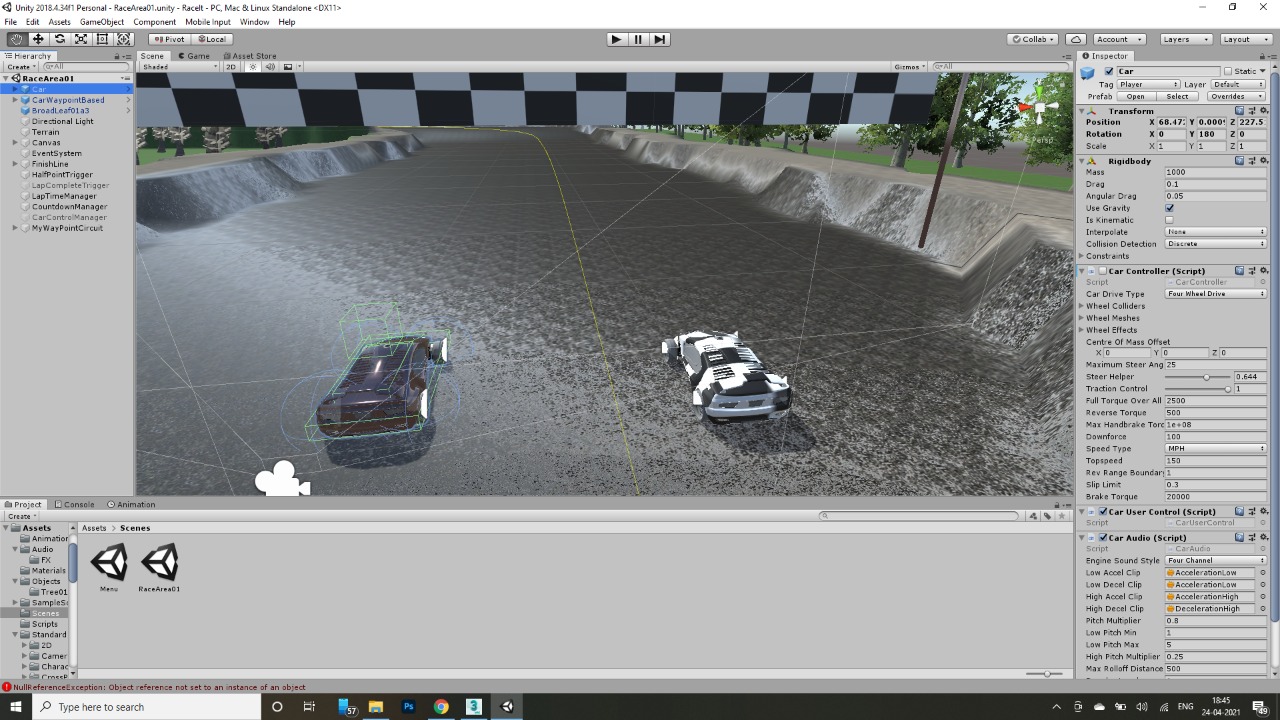 Unity 2018.4.34f1 Personal - RaceArea01.unity - RaceIt - PC, Mac & Linux Standalone <DX11>
File Edit Assets GameObject Component Mobile Input Window Help
Pivot Local Collab Account Layers Layout
Hierarchy
Create All
RaceArea01
Car
CarWaypointBased
BroadLeaf01a3
Directional Light
Terrain
Canvas
EventSystem
FinishLine
HalfPointTrigger
LapCompleteTrigger
LapTimeManager
CountdownManager
CarControlManager
MyWayPointCircuit
Scene Game Asset Store
Shaded 2D Gizmos All
Persp
Inspector
Car Static
Tag Player Layer Default
Prefab Open Select Overrides
Transform
Position X 68.47 Y 0.000 Z 227.5
Rotation X 0 Y 180 Z 0
Scale X 1 Y 1 Z 1
Rigidbody
Mass 1000
Drag 0.1
Angular Drag 0.05
Use Gravity
Is Kinematic
Interpolate None
Collision Detection Discrete
Constraints
Car Controller (Script)
Script CarController
Car Drive Type Four Wheel Drive
Wheel Colliders
Wheel Meshes
Wheel Effects
Centre Of Mass Offset
X 0 Y 0 Z 0
Maximum Steer Ang 25
Steer Helper 0.644
Traction Control 1
Full Torque Over All 2500
Reverse Torque 500
Max Handbrake Torq 1e+08
Downforce 100
Speed Type MPH
Topspeed 150
Rev Range Boundary 1
Slip Limit 0.3
Brake Torque 20000
Car User Control (Script)
Script CarUserControl
Car Audio (Script)
Script CarAudio
Engine Sound Style Four Channel
Low Accel Clip AccelerationLow
Low Decel Clip DecelerationLow
High Accel Clip AccelerationHigh
High Decel Clip DecelerationHigh
Pitch Multiplier 0.8
Low Pitch Min 1
Low Pitch Max 5
High Pitch Multiplier 0.25
Max Rolloff Distance 500
Project Console Animation
Create
Assets
Animation
Audio
FX
Materials
Objects
Tree01
SampleSc
Scenes
Scripts
Standard
2D
Camer
Charac
CrossP
Assets > Scenes
Menu RaceArea01
NullReferenceException: Object reference not set to an instance of an object
Type here to search
57
Ps
3
ENG
18:45
24-04-2021
49